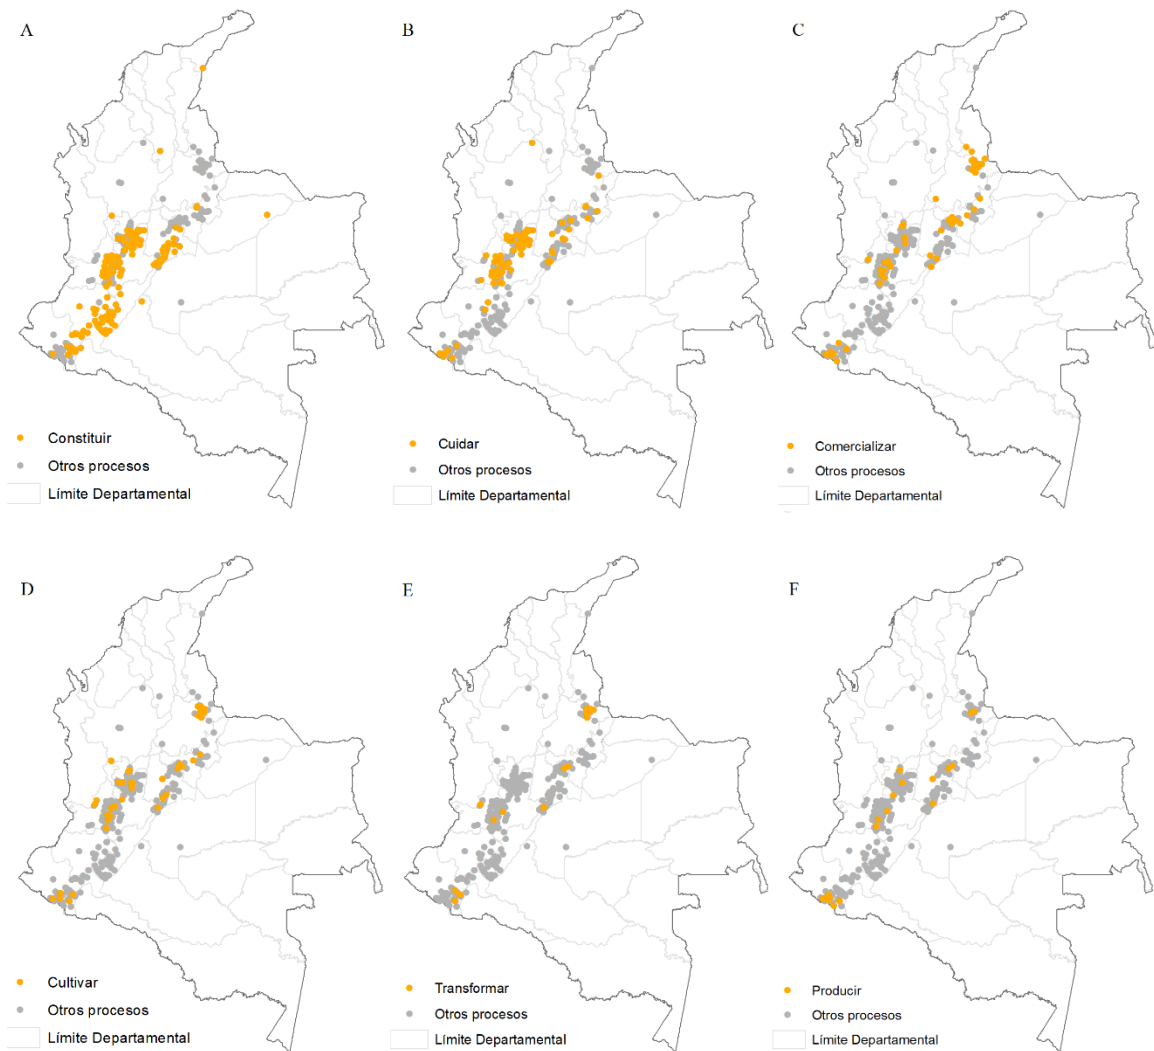 A
Constituir
Otros procesos
Límite Departamental
B
Cuidar
Otros procesos
Límite Departamental
C
Comercializar
Otros procesos
Límite Departamental
D
Cultivar
Otros procesos
Límite Departamental
E
Transformar
Otros procesos
Límite Departamental
F
Producir
Otros procesos
Límite Departamental